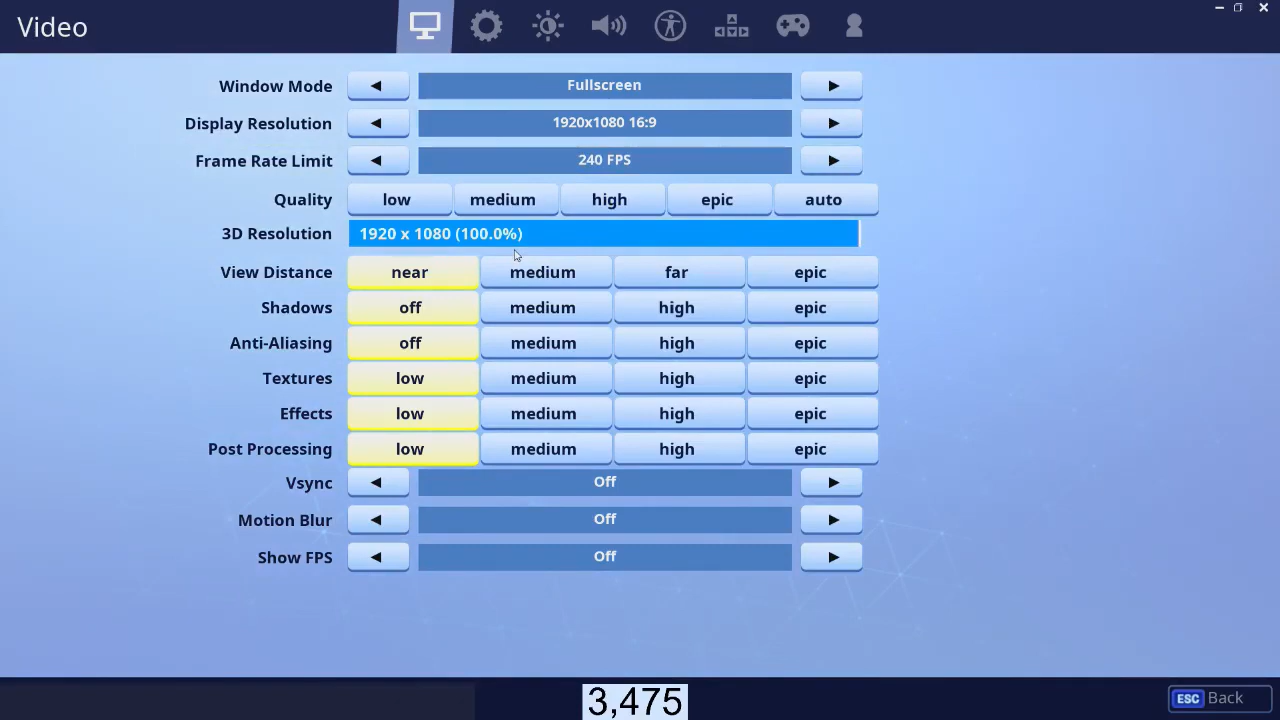 Video
Window Mode Fullscreen
Display Resolution 1920x1080 16:9
Frame Rate Limit 240 FPS
Quality low medium high epic auto
3D Resolution 1920 x 1080 (100.0%)
View Distance near medium far epic
Shadows off medium high epic
Anti-Aliasing off medium high epic
Textures low medium high epic
Effects low medium high epic
Post Processing low medium high epic
Vsync Off
Motion Blur Off
Show FPS Off
3,475
ESC Back